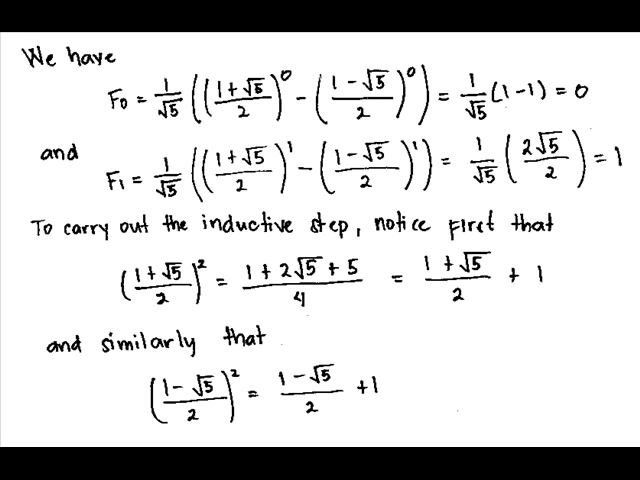 We have
F₀ = 1/√5 (((1+√5)/2)⁰ − ((1−√5)/2)⁰) = 1/√5 (1−1) = 0
and
F₁ = 1/√5 (((1+√5)/2)¹ − ((1−√5)/2)¹) = 1/√5 (2√5/2) = 1
To carry out the inductive step, notice first that
((1+√5)/2)² = (1+2√5+5)/4 = (1+√5)/2 + 1
and similarly that
((1−√5)/2)² = (1−√5)/2 + 1